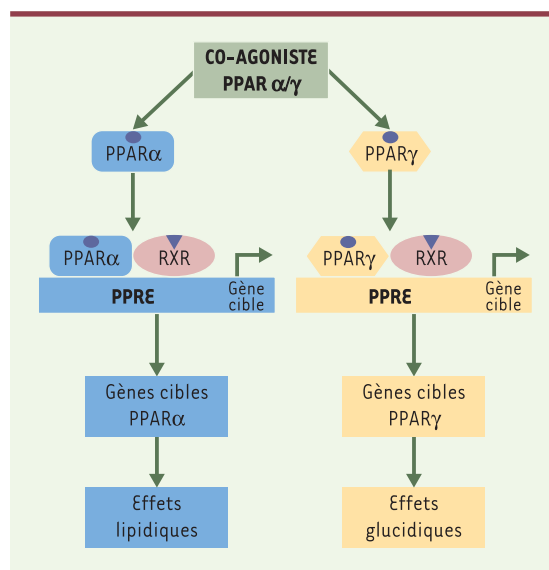 CO-AGONISTE
PPAR α/γ
PPARα
PPARγ
PPARα
RXR
Gène
cible
PPRE
PPARγ
RXR
Gène
cible
PPRE
Gènes cibles
PPARα
Gènes cibles
PPARγ
Effets
lipidiques
Effets
glucidiques